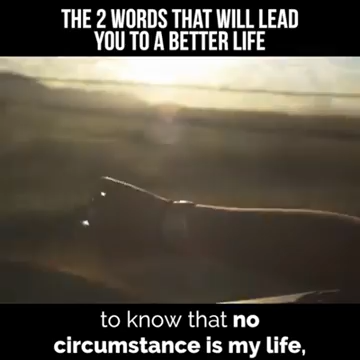 THE 2 WORDS THAT WILL LEAD
YOU TO A BETTER LIFE
to know that no
circumstance is my life,